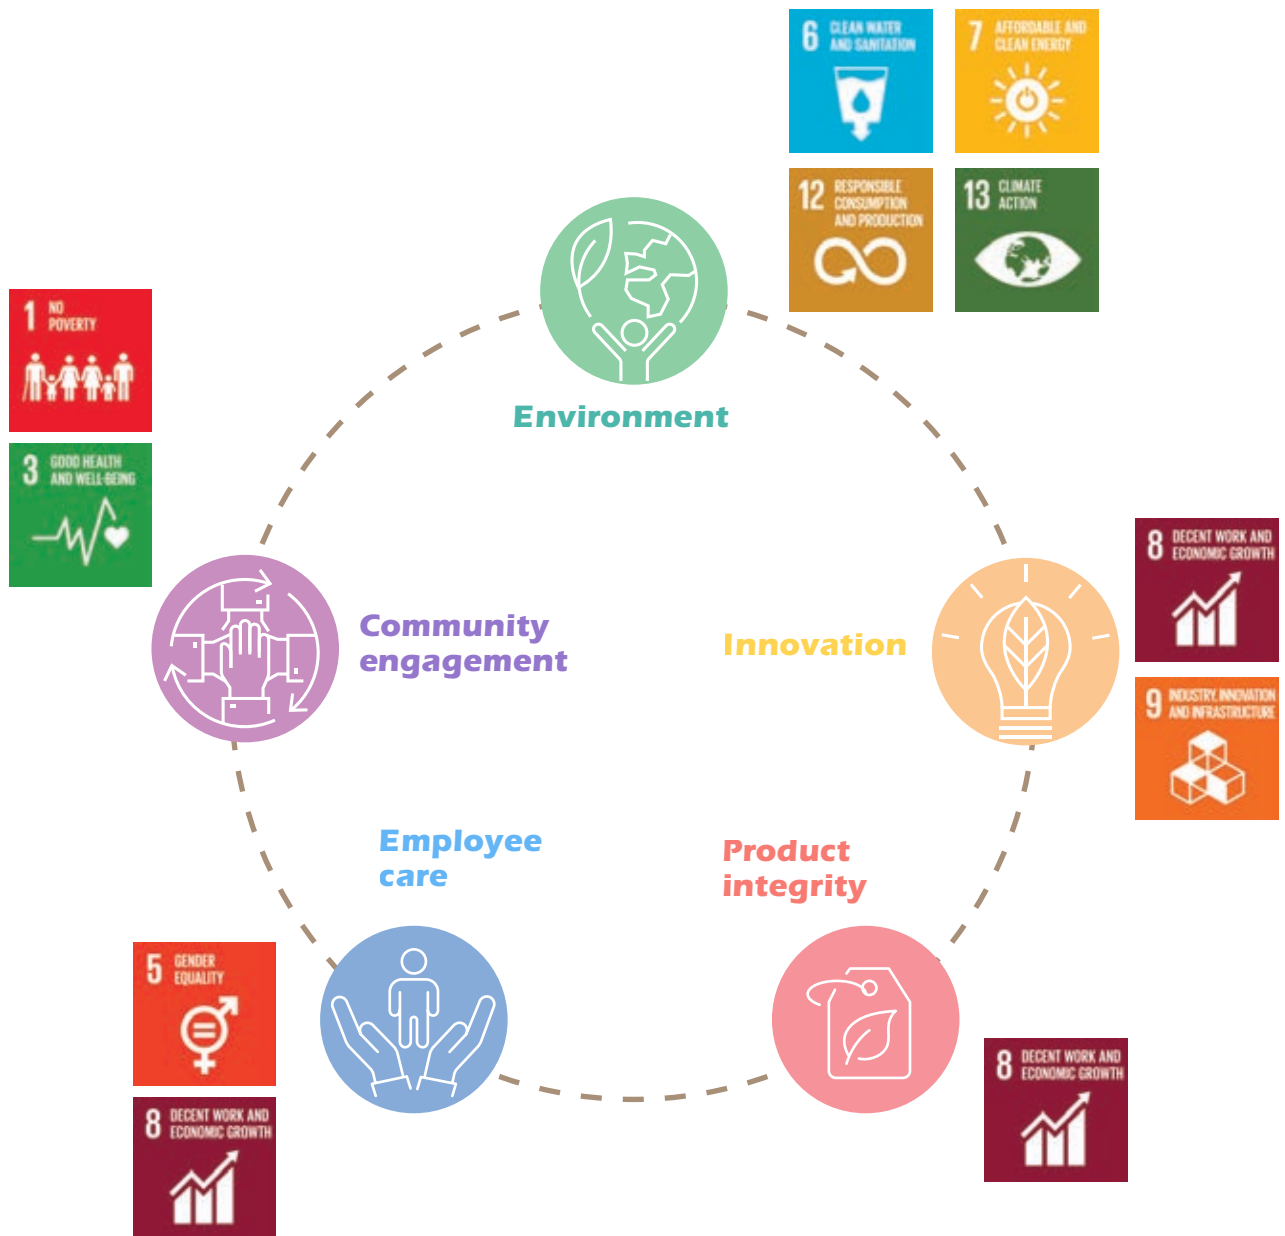 6 CLEAN WATER
AND SANITATION
7 AFFORDABLE AND
CLEAN ENERGY
12 RESPONSIBLE
CONSUMPTION
AND PRODUCTION
13 CLIMATE
ACTION
1 NO
POVERTY
3 GOOD HEALTH
AND WELL-BEING
Environment
8 DECENT WORK AND
ECONOMIC GROWTH
9 INDUSTRY, INNOVATION
AND INFRASTRUCTURE
Community
engagement
Innovation
Employee
care
Product
integrity
5 GENDER
EQUALITY
8 DECENT WORK AND
ECONOMIC GROWTH
8 DECENT WORK AND
ECONOMIC GROWTH